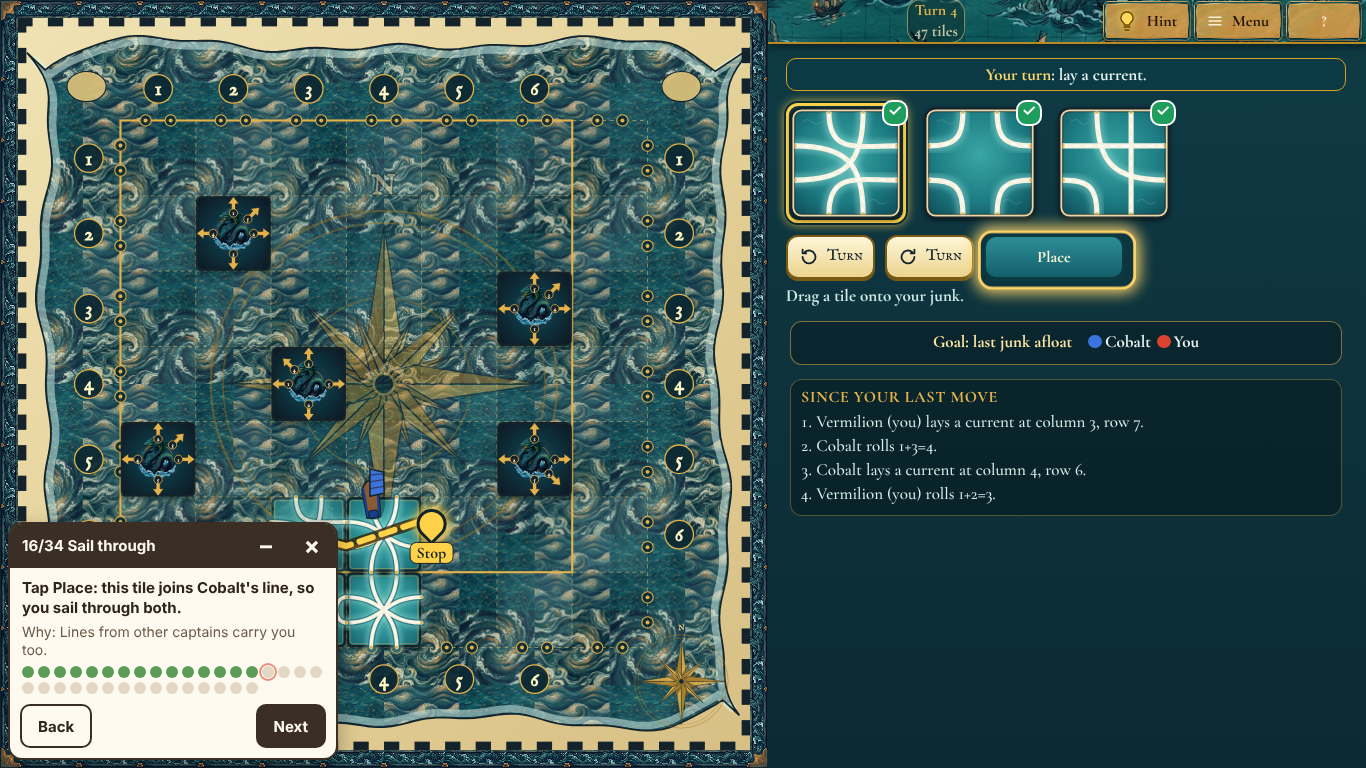 Turn 4
47 tiles
Hint
Menu
?
Your turn: lay a current.
Turn
Turn
Place
Drag a tile onto your junk.
Goal: last junk afloat
Cobalt
You
SINCE YOUR LAST MOVE
1. Vermilion (you) lays a current at column 3, row 7.
2. Cobalt rolls 1+3=4.
3. Cobalt lays a current at column 4, row 6.
4. Vermilion (you) rolls 1+2=3.
1 2 3 4 5 6
1 1
N
2 2
3 3
4 4
5 5
6
Stop
N
4 5 6
16/34 Sail through
Tap Place: this tile joins Cobalt's line, so
you sail through both.
Why: Lines from other captains carry you
too.
Back
Next